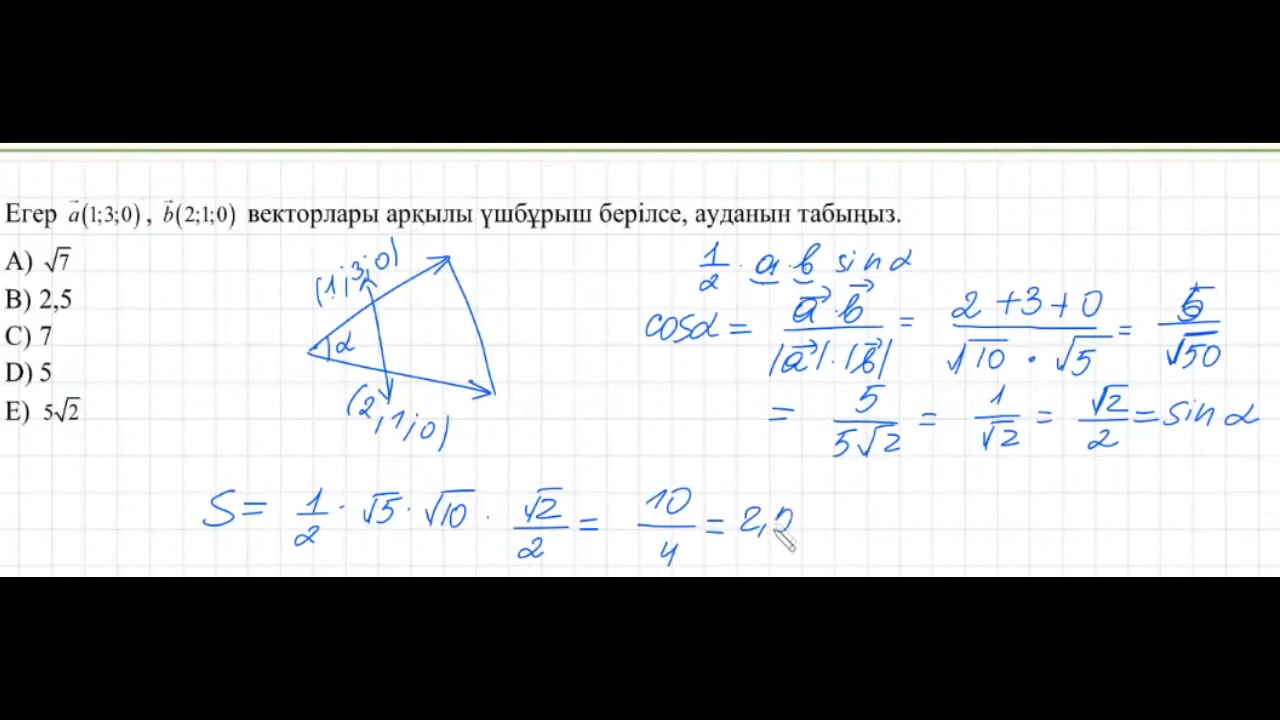 Егер a⃗(1;3;0), b⃗(2;1;0) векторлары арқылы үшбұрыш берілсе, ауданын табыңыз.
A) √7
B) 2,5
C) 7
D) 5
E) 5√2
(1;3;0)
α
(2;1;0)
1/2 · a · b sin α
cos α = a⃗·b⃗ / |a⃗|·|b⃗| = 2+3+0 / √10 · √5 = 5/√50
= 5/5√2 = 1/√2 = √2/2 = sin α
S = 1/2 · √5 · √10 · √2/2 = 10/4 = 2,